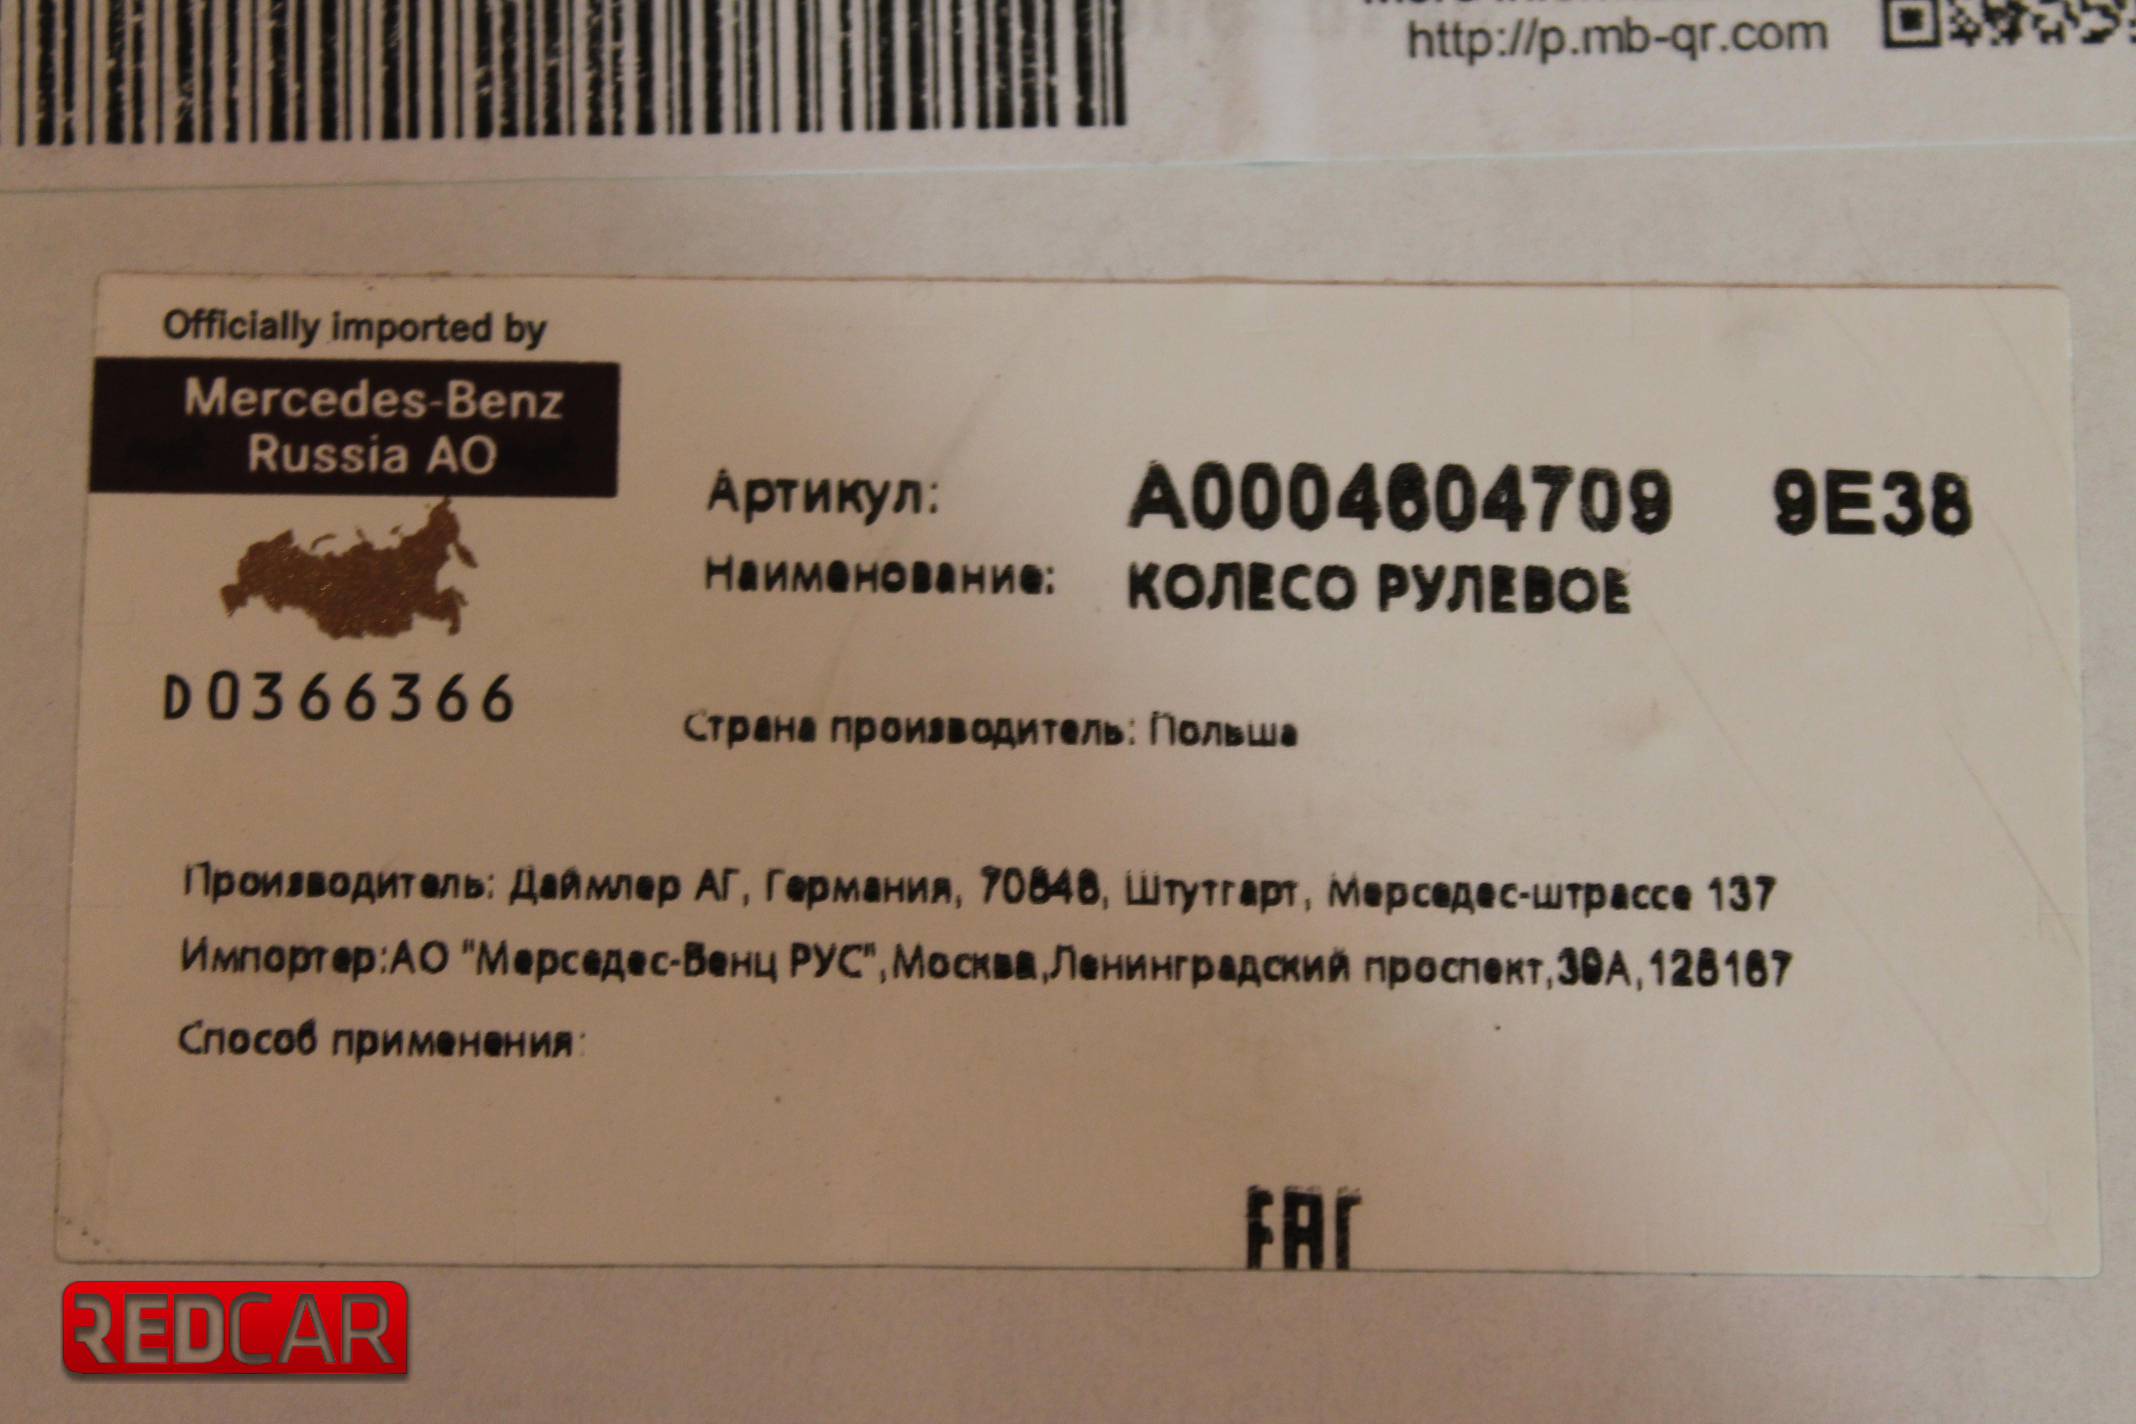 http://p.mb-qr.com
Officially imported by
Mercedes-Benz
Russia AO
Артикул: A0004604709 9E38
Наименование: КОЛЕСО РУЛЕВОЕ
D0366366
Страна производитель: Польша
Производитель: Даймлер АГ, Германия, 70546, Штутгарт, Мерседес-штрассе 137
Импортер:АО "Мерседес-Бенц РУС",Москва,Ленинградский проспект,39А,125167
Способ применения:
EAC
REDCAR